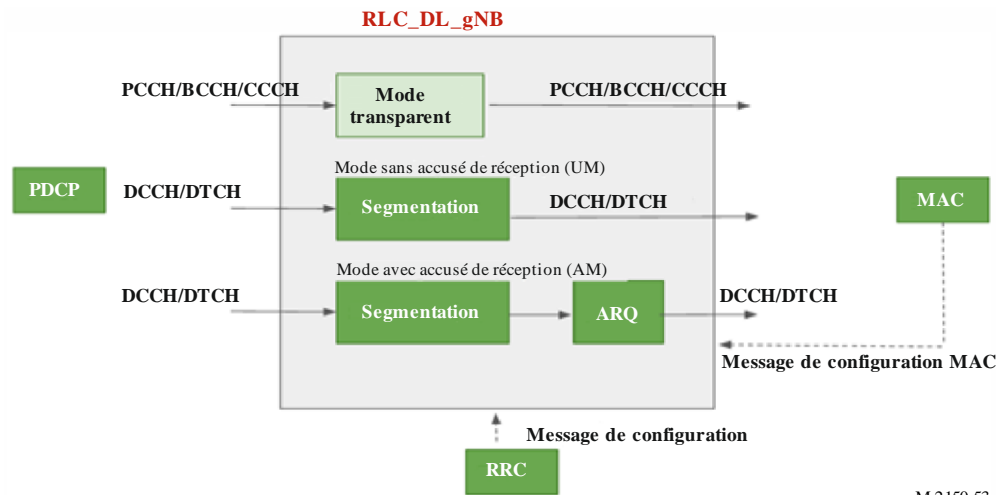 RLC_DL_gNB
PCCH/BCCH/CCCH
Mode
transparent
PCCH/BCCH/CCCH
Mode sans accusé de réception (UM)
PDCP
DCCH/DTCH
Segmentation
DCCH/DTCH
MAC
Mode avec accusé de réception (AM)
DCCH/DTCH
Segmentation
ARQ
DCCH/DTCH
Message de configuration MAC
Message de configuration
RRC